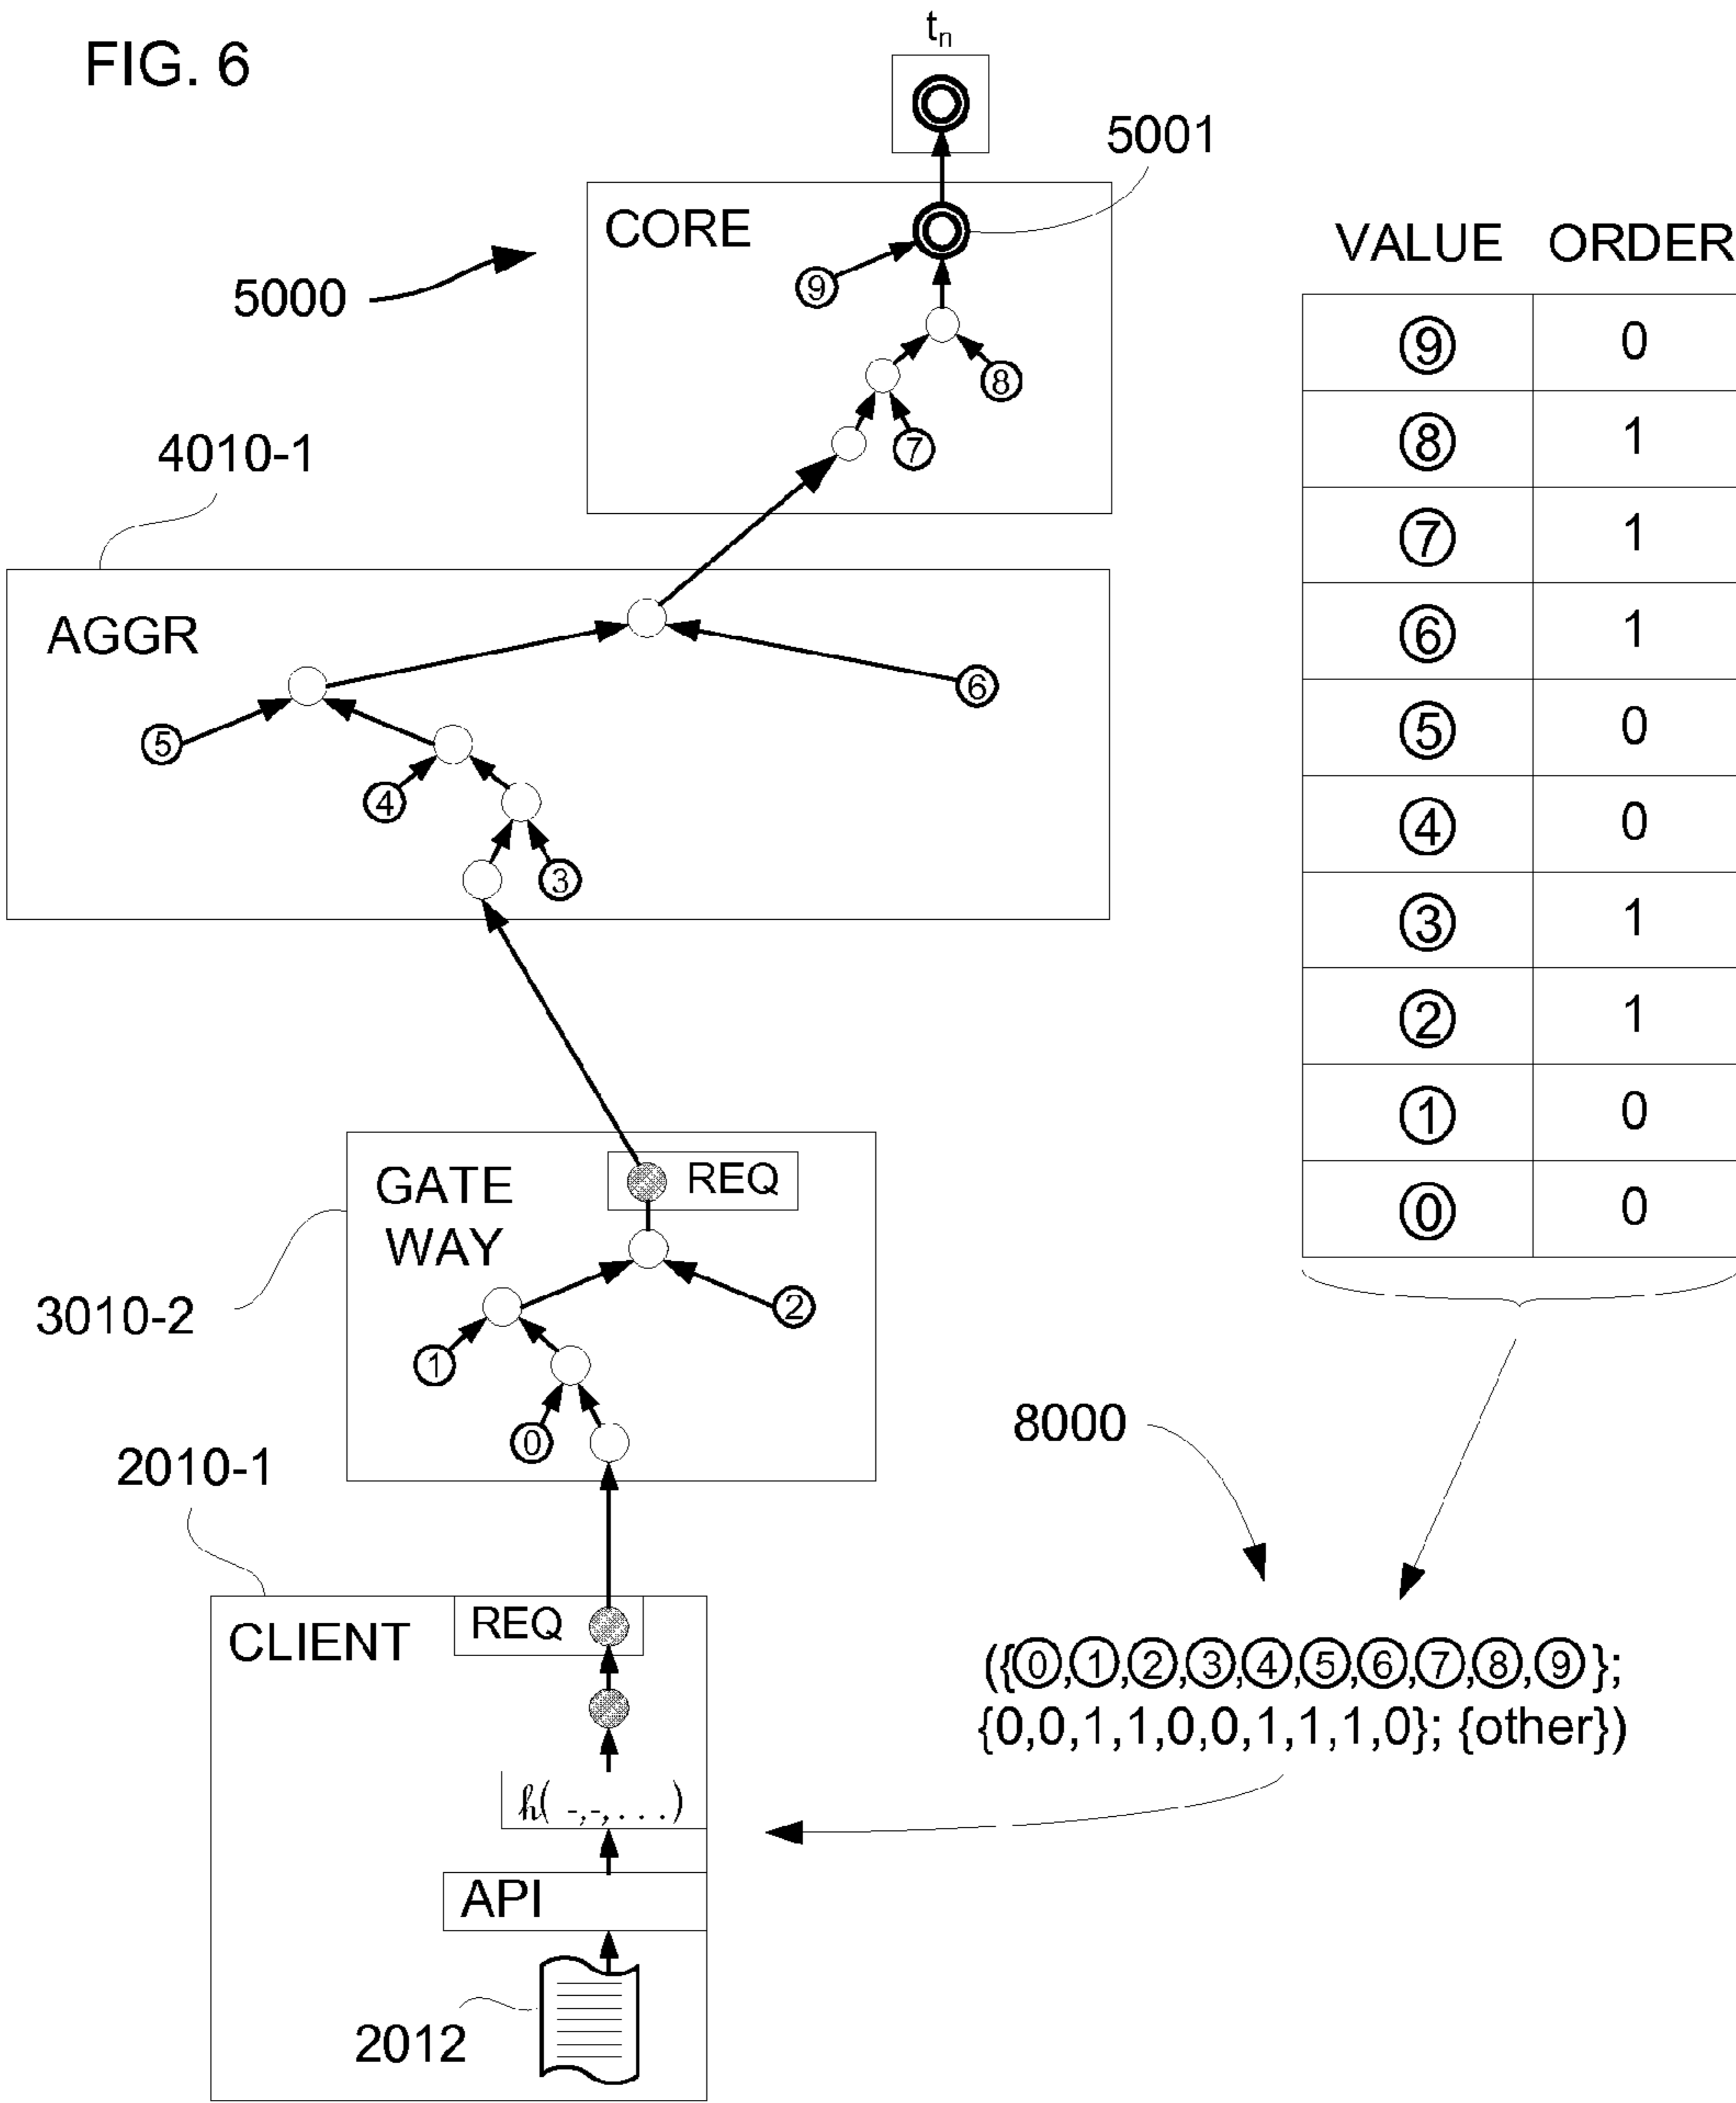 FIG. 6
tn
5001
CORE
⑨
5000
⑧
⑦
4010-1
AGGR
⑥
⑤
④
③
GATE
WAY
REQ
3010-2
②
①
⓪
2010-1
CLIENT
REQ
h( -,-, . . .)
API
2012
VALUE ORDER
⑨ 0
⑧ 1
⑦ 1
⑥ 1
⑤ 0
④ 0
③ 1
② 1
① 0
⓪ 0
8000
({⓪,①,②,③,④,⑤,⑥,⑦,⑧,⑨};
{0,0,1,1,0,0,1,1,1,0}; {other})